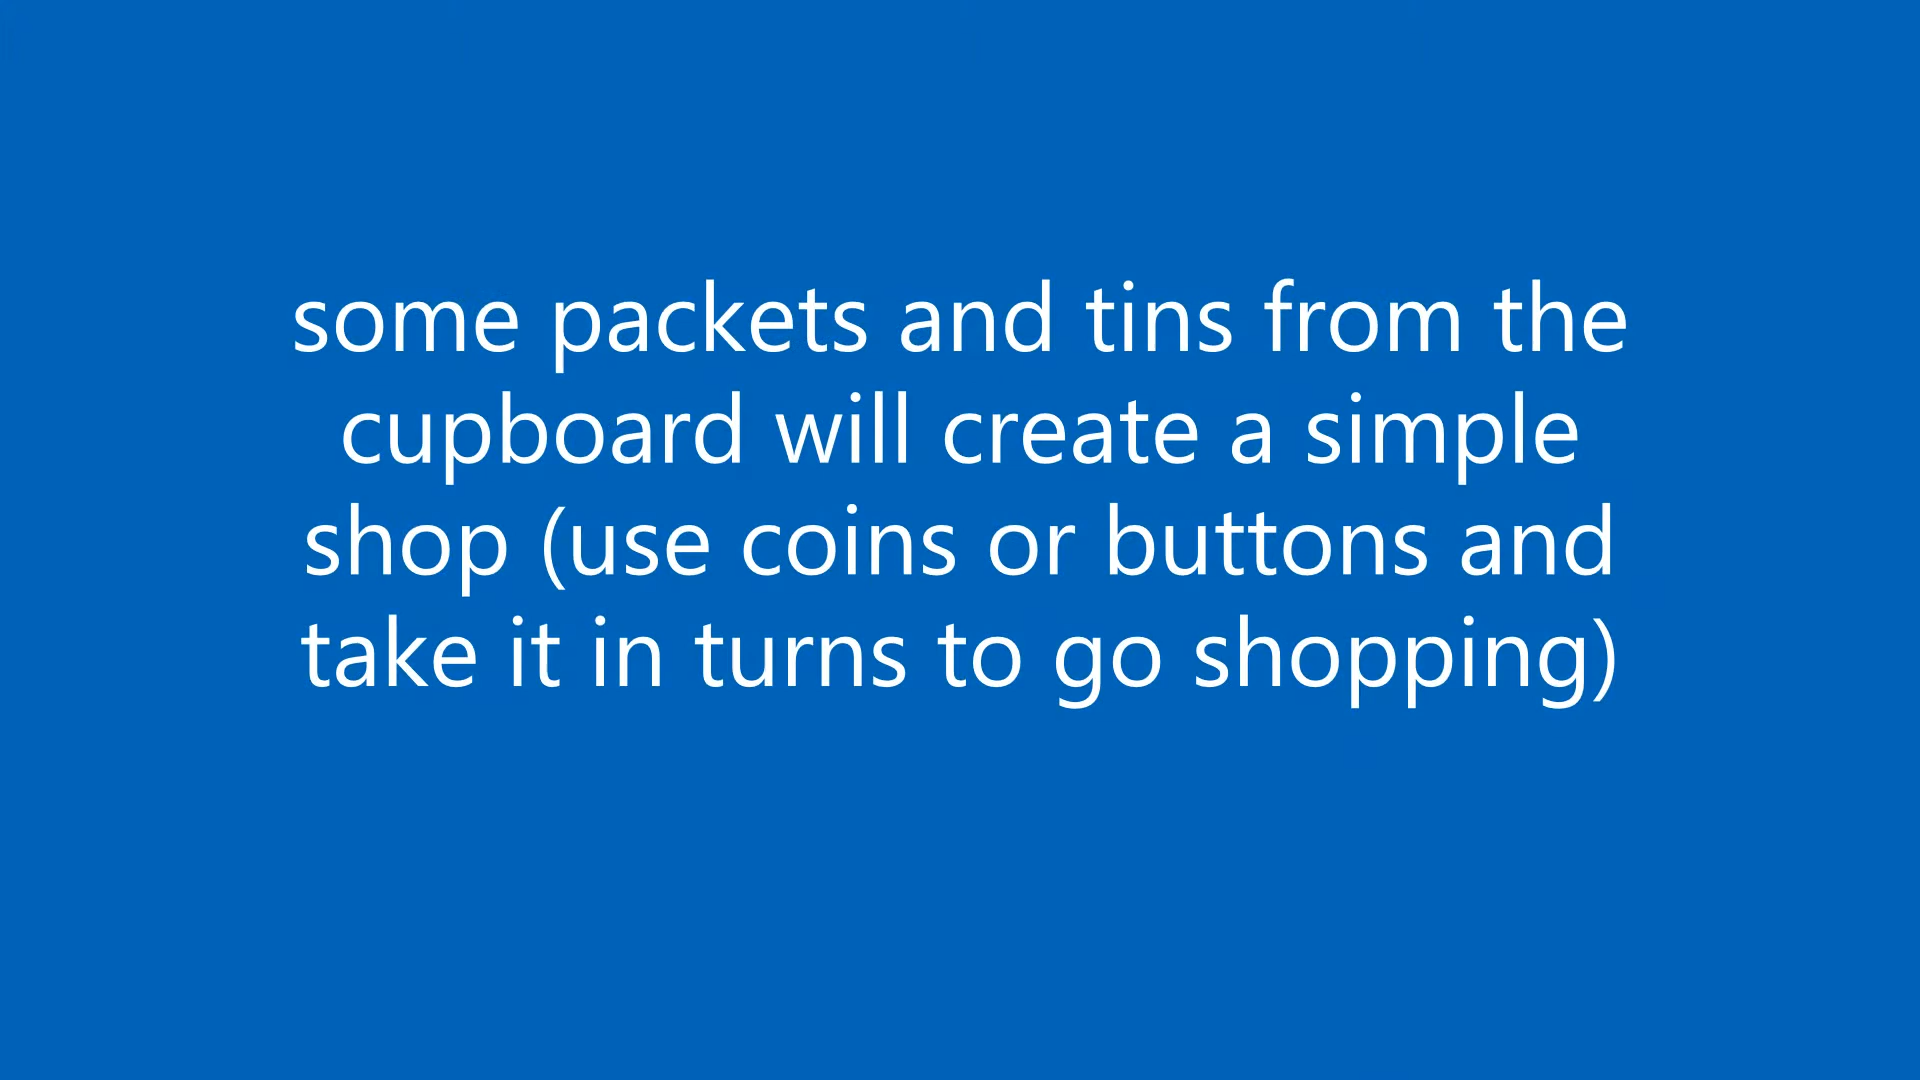 some packets and tins from the
cupboard will create a simple
shop (use coins or buttons and
take it in turns to go shopping)